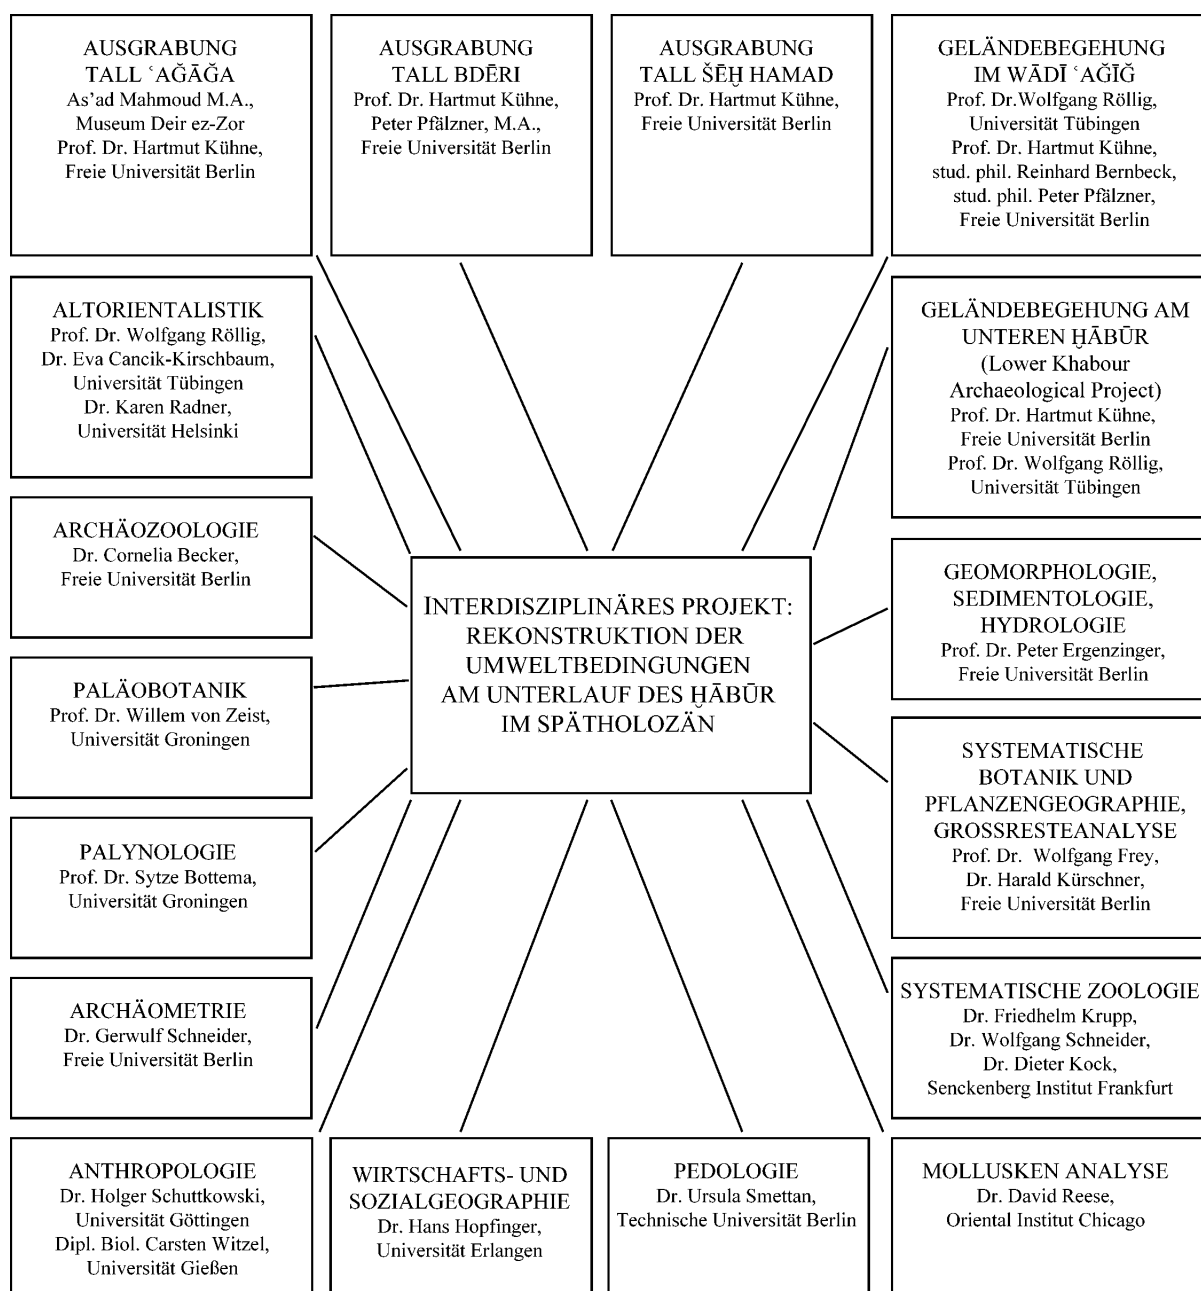 AUSGRABUNG
TALL ʿAĞĀĞA
As’ad Mahmoud M.A.,
Museum Deir ez-Zor
Prof. Dr. Hartmut Kühne,
Freie Universität Berlin
AUSGRABUNG
TALL BDĒRI
Prof. Dr. Hartmut Kühne,
Peter Pfälzner, M.A.,
Freie Universität Berlin
AUSGRABUNG
TALL ŠĒḪ HAMAD
Prof. Dr. Hartmut Kühne,
Freie Universität Berlin
GELÄNDEBEGEHUNG
IM WĀDĪ ʿAĞĪĞ
Prof. Dr.Wolfgang Röllig,
Universität Tübingen
Prof. Dr. Hartmut Kühne,
stud. phil. Reinhard Bernbeck,
stud. phil. Peter Pfälzner,
Freie Universität Berlin
ALTORIENTALISTIK
Prof. Dr. Wolfgang Röllig,
Dr. Eva Cancik-Kirschbaum,
Universität Tübingen
Dr. Karen Radner,
Universität Helsinki
GELÄNDEBEGEHUNG AM
UNTEREN ḪĀBŪR
(Lower Khabour
Archaeological Project)
Prof. Dr. Hartmut Kühne,
Freie Universität Berlin
Prof. Dr. Wolfgang Röllig,
Universität Tübingen
ARCHÄOZOOLOGIE
Dr. Cornelia Becker,
Freie Universität Berlin
INTERDISZIPLINÄRES PROJEKT:
REKONSTRUKTION DER
UMWELTBEDINGUNGEN
AM UNTERLAUF DES ḪĀBŪR
IM SPÄTHOLOZÄN
GEOMORPHOLOGIE,
SEDIMENTOLOGIE,
HYDROLOGIE
Prof. Dr. Peter Ergenzinger,
Freie Universität Berlin
PALÄOBOTANIK
Prof. Dr. Willem von Zeist,
Universität Groningen
SYSTEMATISCHE
BOTANIK UND
PFLANZENGEOGRAPHIE,
GROSSRESTEANALYSE
Prof. Dr. Wolfgang Frey,
Dr. Harald Kürschner,
Freie Universität Berlin
PALYNOLOGIE
Prof. Dr. Sytze Bottema,
Universität Groningen
ARCHÄOMETRIE
Dr. Gerwulf Schneider,
Freie Universität Berlin
SYSTEMATISCHE ZOOLOGIE
Dr. Friedhelm Krupp,
Dr. Wolfgang Schneider,
Dr. Dieter Kock,
Senckenberg Institut Frankfurt
ANTHROPOLOGIE
Dr. Holger Schuttkowski,
Universität Göttingen
Dipl. Biol. Carsten Witzel,
Universität Gießen
WIRTSCHAFTS- UND
SOZIALGEOGRAPHIE
Dr. Hans Hopfinger,
Universität Erlangen
PEDOLOGIE
Dr. Ursula Smettan,
Technische Universität Berlin
MOLLUSKEN ANALYSE
Dr. David Reese,
Oriental Institut Chicago